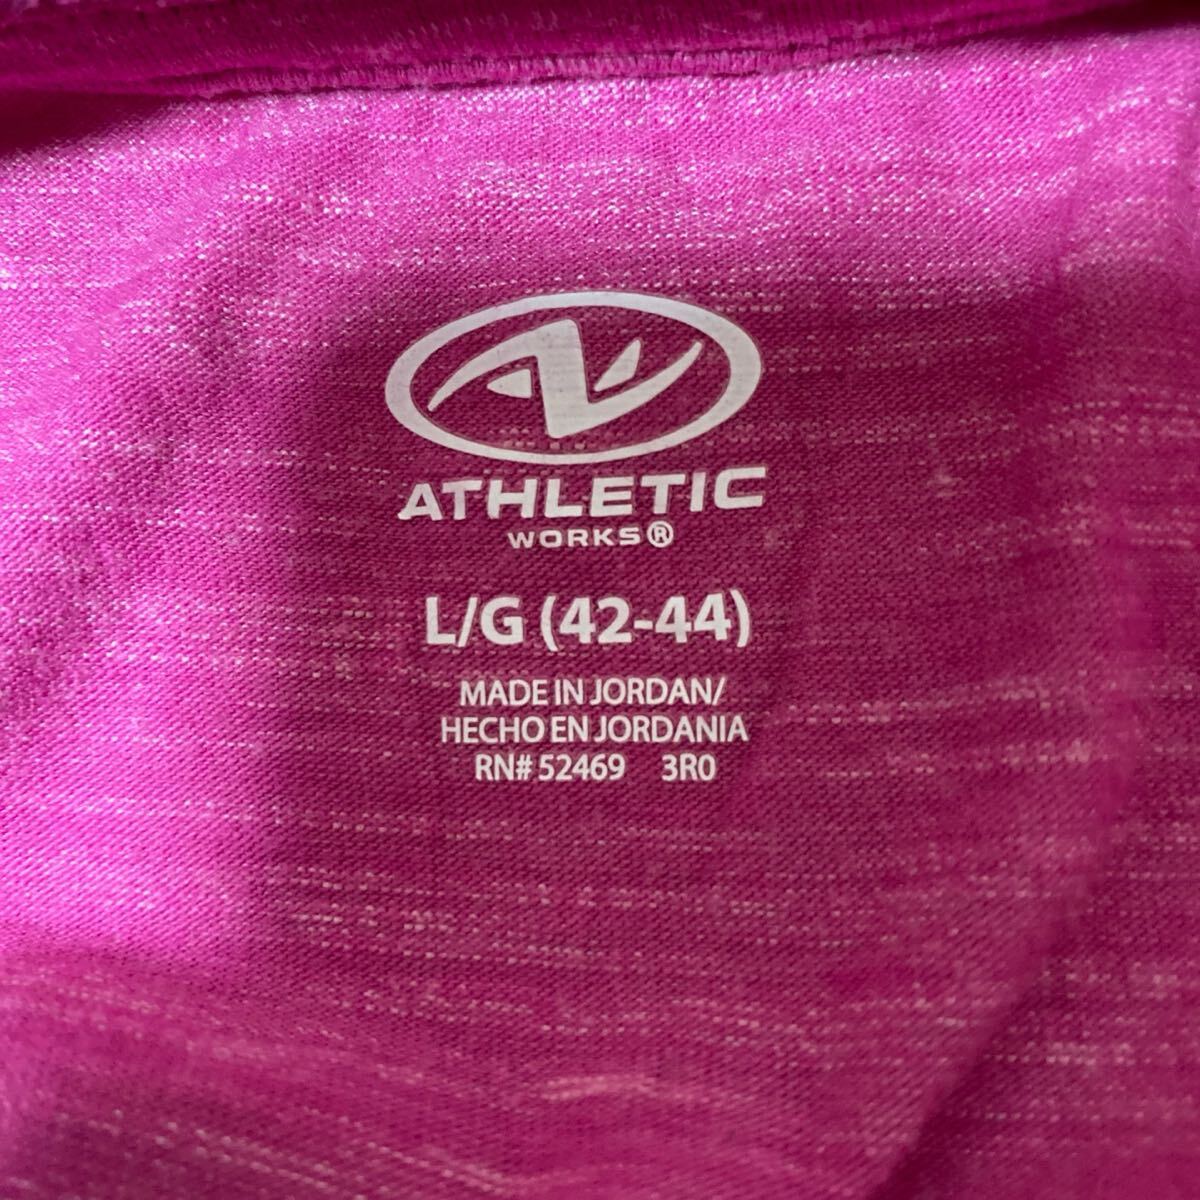 ATHLETIC
WORKS®
L/G (42-44)
MADE IN JORDAN/
HECHO EN JORDANIA
RN# 52469 3R0